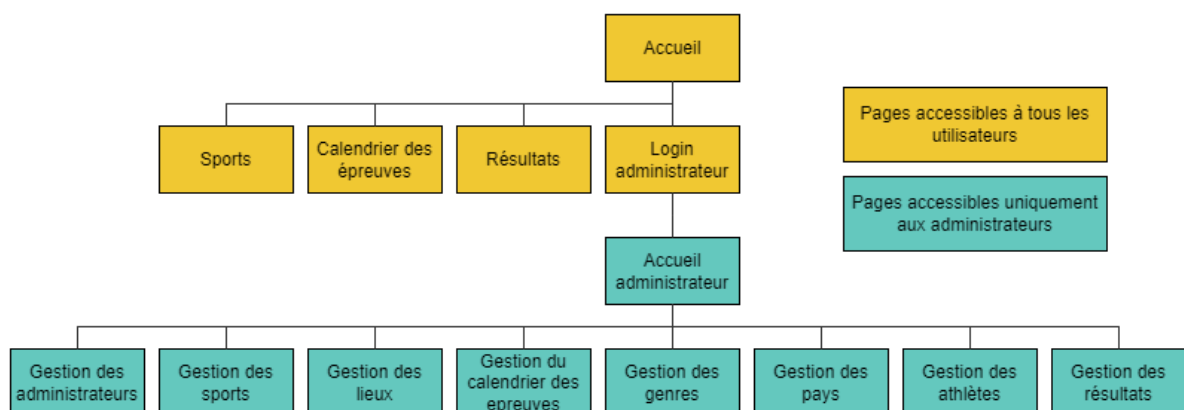 Accueil
Pages accessibles à tous les
utilisateurs
Sports
Calendrier des
épreuves
Résultats
Login
administrateur
Pages accessibles uniquement
aux administrateurs
Accueil
administrateur
Gestion des
administrateurs
Gestion des
sports
Gestion des
lieux
Gestion du
calendrier des
epreuves
Gestion des
genres
Gestion des
pays
Gestion des
athlètes
Gestion des
résultats